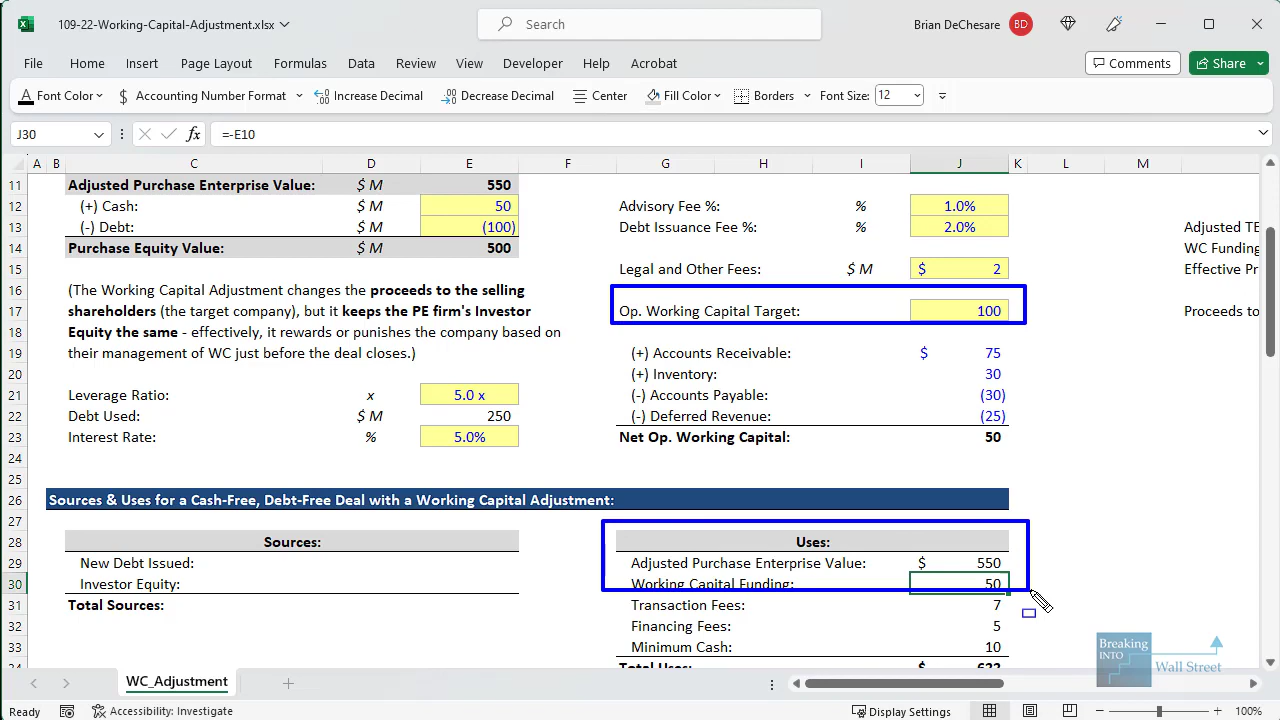 109-22-Working-Capital-Adjustment.xlsx
Search
Brian DeChesare BD
File Home Insert Page Layout Formulas Data Review View Developer Help Acrobat Comments Share
Font Color $ Accounting Number Format Increase Decimal Decrease Decimal Center Fill Color Borders Font Size: 12
J30 fx =-E10
A B C D E F G H I J K L M
11 Adjusted Purchase Enterprise Value: $ M 550
12 (+) Cash: $ M 50 Advisory Fee %: % 1.0%
13 (-) Debt: $ M (100) Debt Issuance Fee %: % 2.0% Adjusted TE
14 Purchase Equity Value: $ M 500 WC Funding
15 Legal and Other Fees: $ M $ 2 Effective Pr
16 (The Working Capital Adjustment changes the proceeds to the selling
17 shareholders (the target company), but it keeps the PE firm's Investor Op. Working Capital Target: 100 Proceeds to
18 Equity the same - effectively, it rewards or punishes the company based on
19 their management of WC just before the deal closes.) (+) Accounts Receivable: $ 75
20 (+) Inventory: 30
21 Leverage Ratio: x 5.0 x (-) Accounts Payable: (30)
22 Debt Used: $ M 250 (-) Deferred Revenue: (25)
23 Interest Rate: % 5.0% Net Op. Working Capital: 50
24
25
26 Sources & Uses for a Cash-Free, Debt-Free Deal with a Working Capital Adjustment:
27
28 Sources: Uses:
29 New Debt Issued: Adjusted Purchase Enterprise Value: $ 550
30 Investor Equity: Working Capital Funding: 50
31 Total Sources: Transaction Fees: 7
32 Financing Fees: 5
33 Minimum Cash: 10
34 Total Uses: $ 622
Breaking
INTO
Wall Street
WC_Adjustment
Ready Accessibility: Investigate Display Settings 100%